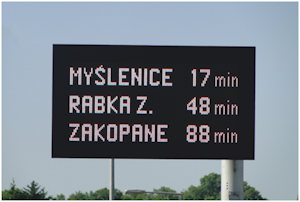 MYŚLENICE 17 min
RABKA Z. 48 min
ZAKOPANE 88 min